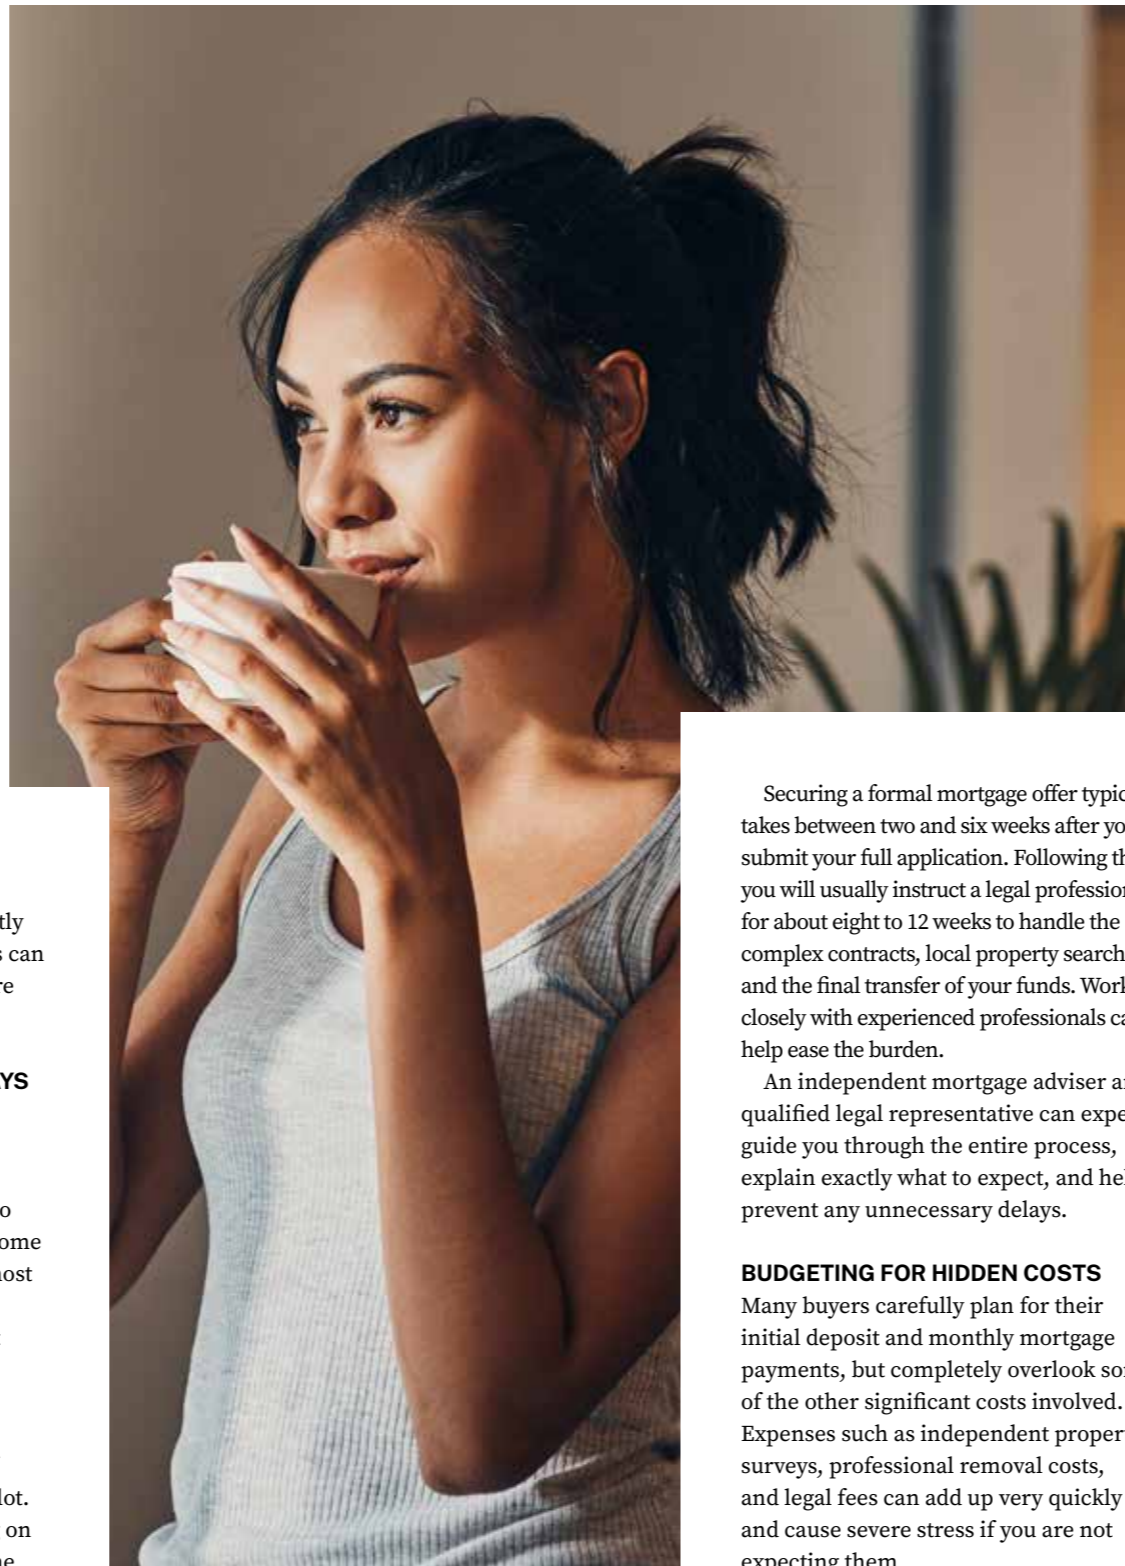 tly
s can
re
YS
o
ome
ost
lot.
on
he
Securing a formal mortgage offer typic
takes between two and six weeks after yo
submit your full application. Following th
you will usually instruct a legal profession
for about eight to 12 weeks to handle the
complex contracts, local property search
and the final transfer of your funds. Work
closely with experienced professionals ca
help ease the burden.
An independent mortgage adviser a
qualified legal representative can expe
guide you through the entire process,
explain exactly what to expect, and hel
prevent any unnecessary delays.
BUDGETING FOR HIDDEN COSTS
Many buyers carefully plan for their
initial deposit and monthly mortgage
payments, but completely overlook so
of the other significant costs involved.
Expenses such as independent proper
surveys, professional removal costs,
and legal fees can add up very quickly
and cause severe stress if you are not
expecting them